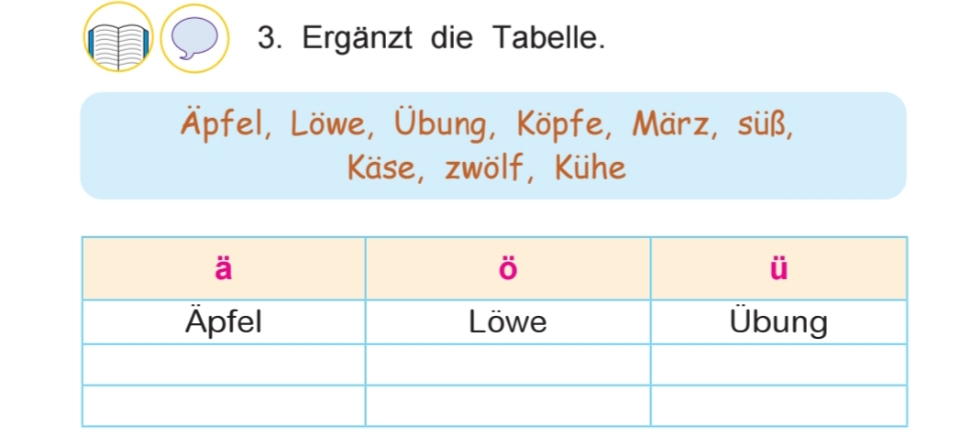 3. Ergänzt die Tabelle.
Äpfel, Löwe, Übung, Köpfe, März, süß,
Käse, zwölf, Kühe
ä ö ü
Äpfel Löwe Übung